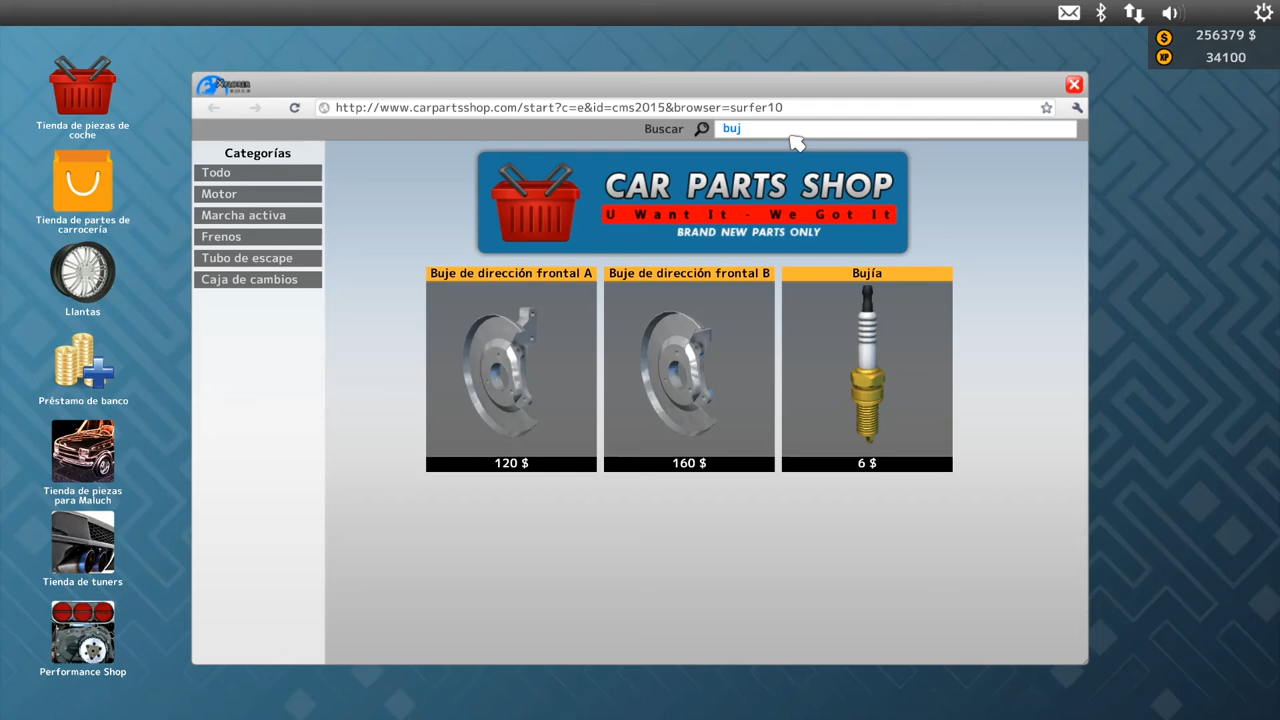 256379 $
34100
Tienda de piezas de
coche
Tienda de partes de
carrocería
Llantas
Préstamo de banco
Tienda de piezas
para Maluch
Tienda de tuners
Performance Shop
http://www.carpartsshop.com/start?c=e&id=cms2015&browser=surfer10
Buscar
buj
Categorías
Todo
Motor
Marcha activa
Frenos
Tubo de escape
Caja de cambios
CAR PARTS SHOP
U Want It - We Got It
BRAND NEW PARTS ONLY
Buje de dirección frontal A
120 $
Buje de dirección frontal B
160 $
Bujía
6 $